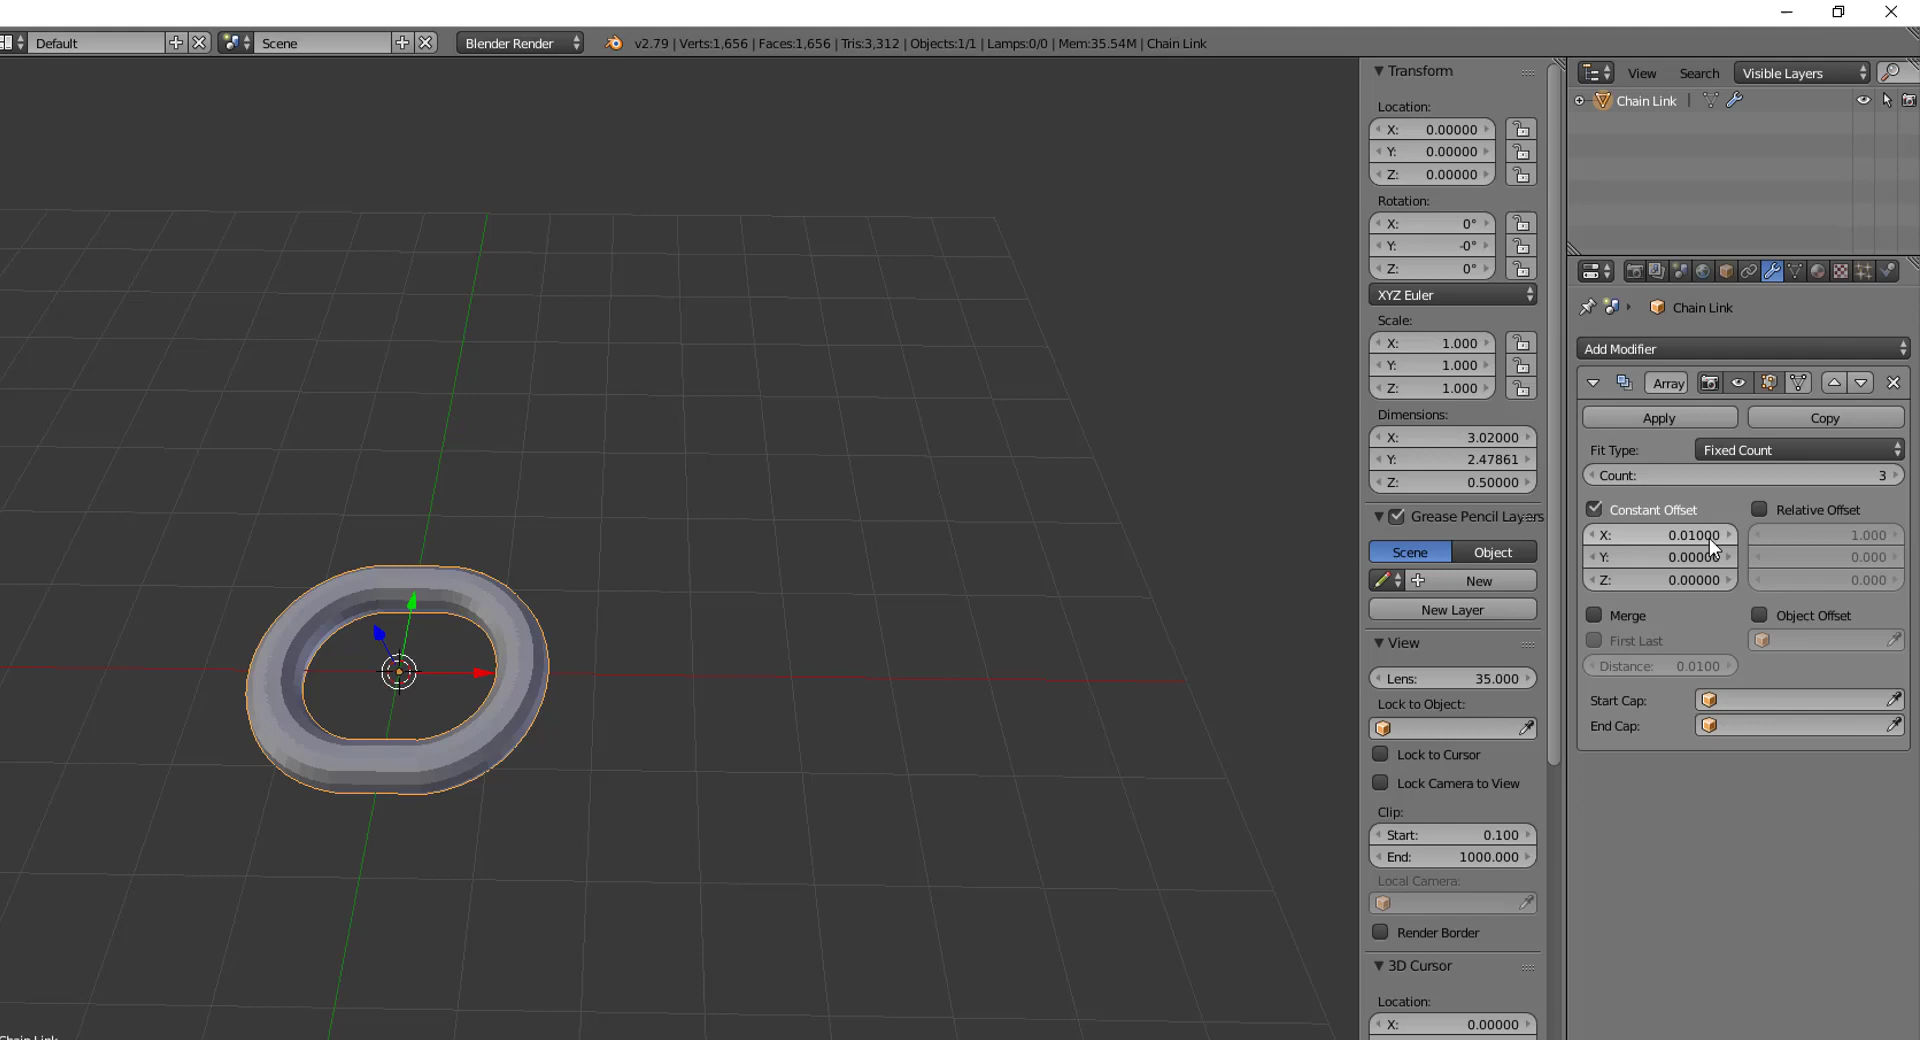 Default
Scene
Blender Render
v2.79 | Verts:1,656 | Faces:1,656 | Tris:3,312 | Objects:1/1 | Lamps:0/0 | Mem:35.54M | Chain Link
Transform
Location:
X: 0.00000
Y: 0.00000
Z: 0.00000
Rotation:
X: 0°
Y: -0°
Z: 0°
XYZ Euler
Scale:
X: 1.000
Y: 1.000
Z: 1.000
Dimensions:
X: 3.02000
Y: 2.47861
Z: 0.50000
Grease Pencil Layers
Scene Object
New
New Layer
View
Lens: 35.000
Lock to Object:
Lock to Cursor
Lock Camera to View
Clip:
Start: 0.100
End: 1000.000
Local Camera:
Render Border
3D Cursor
Location:
X: 0.00000
View Search Visible Layers
Chain Link
Chain Link
Add Modifier
Array
Apply Copy
Fit Type: Fixed Count
Count: 3
Constant Offset Relative Offset
X: 0.01000 1.000
Y: 0.00000 0.000
Z: 0.00000 0.000
Merge Object Offset
First Last
Distance: 0.0100
Start Cap:
End Cap:
Chain Link